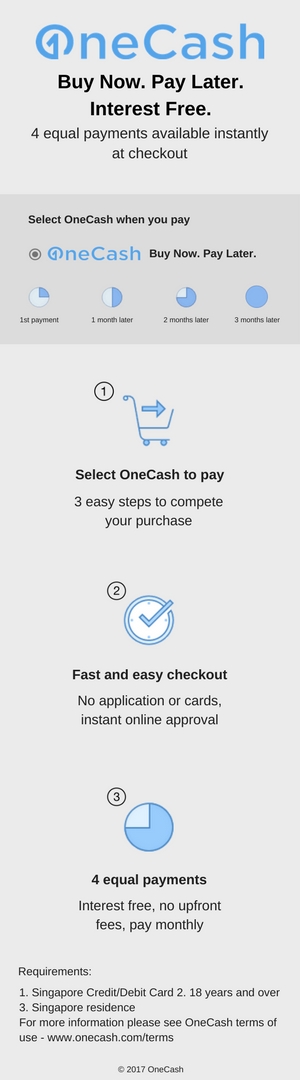 OneCash
Buy Now. Pay Later.
Interest Free.
4 equal payments available instantly
at checkout
Select OneCash when you pay
OneCash Buy Now. Pay Later.
1st payment 1 month later 2 months later 3 months later
1
Select OneCash to pay
3 easy steps to compete
your purchase
2
Fast and easy checkout
No application or cards,
instant online approval
3
4 equal payments
Interest free, no upfront
fees, pay monthly
Requirements:
1. Singapore Credit/Debit Card 2. 18 years and over
3. Singapore residence
For more information please see OneCash terms of
use - www.onecash.com/terms
© 2017 OneCash